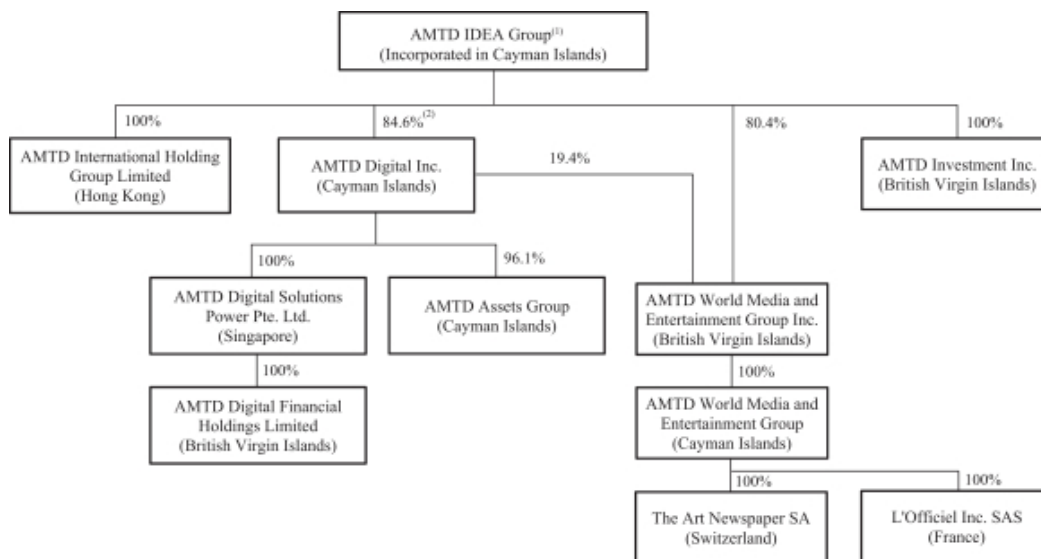 AMTD IDEA Group(1)
(Incorporated in Cayman Islands)
100%
84.6%(2)
80.4%
100%
AMTD International Holding
Group Limited
(Hong Kong)
AMTD Digital Inc.
(Cayman Islands)
19.4%
AMTD Investment Inc.
(British Virgin Islands)
100%
96.1%
AMTD Digital Solutions
Power Pte. Ltd.
(Singapore)
AMTD Assets Group
(Cayman Islands)
AMTD World Media and
Entertainment Group Inc.
(British Virgin Islands)
100%
100%
AMTD Digital Financial
Holdings Limited
(British Virgin Islands)
AMTD World Media and
Entertainment Group
(Cayman Islands)
100%
100%
The Art Newspaper SA
(Switzerland)
L'Officiel Inc. SAS
(France)